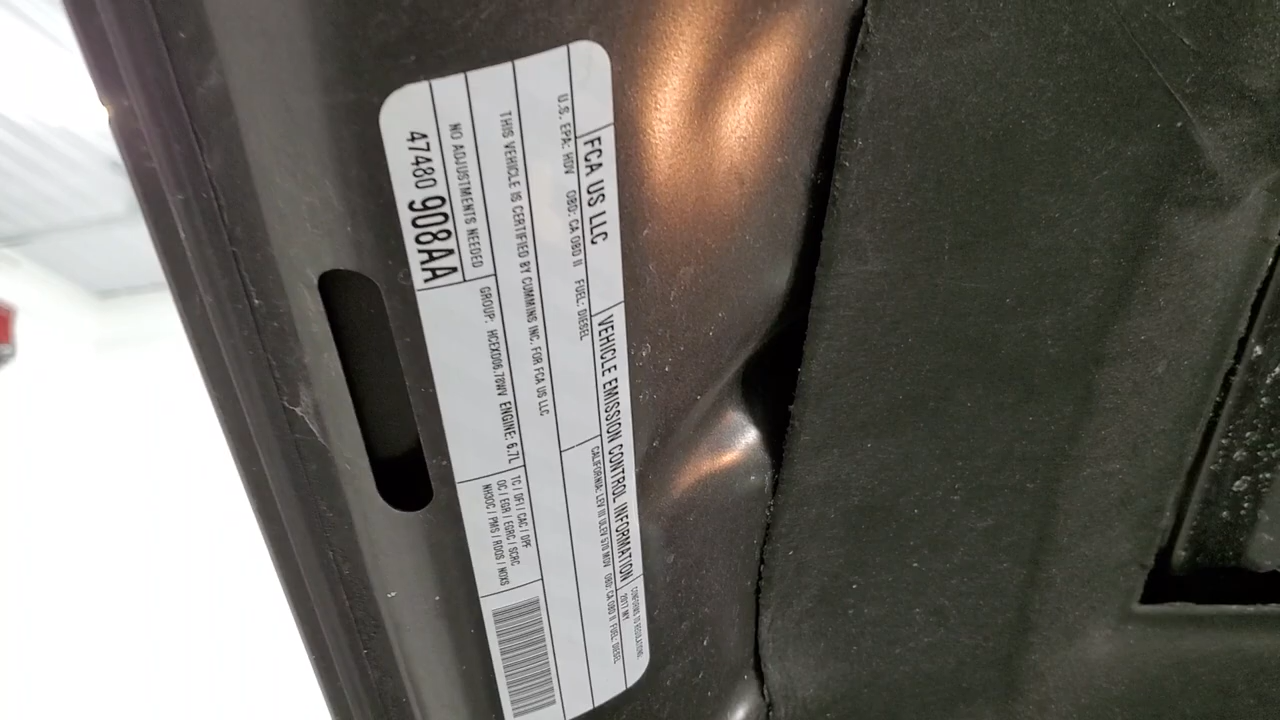 FCA US LLC
VEHICLE EMISSION CONTROL INFORMATION
CONFORMS TO REGULATIONS:
2017 MY
U.S. EPA: HDV OBD: CA OBD II FUEL: DIESEL
CALIFORNIA: LEV III ULEV 570 MDV OBD: CA OBD II FUEL: DIESEL
THIS VEHICLE IS CERTIFIED BY CUMMINS INC. FOR FCA US LLC
NO ADJUSTMENTS NEEDED
GROUP: HCEXD06.78WV ENGINE: 6.7L
TC / DFI / CAC / DPF
OC / EGR / EGRC / SCRC
NH3OC / PMS / RDOS / NOXS
47480 908AA